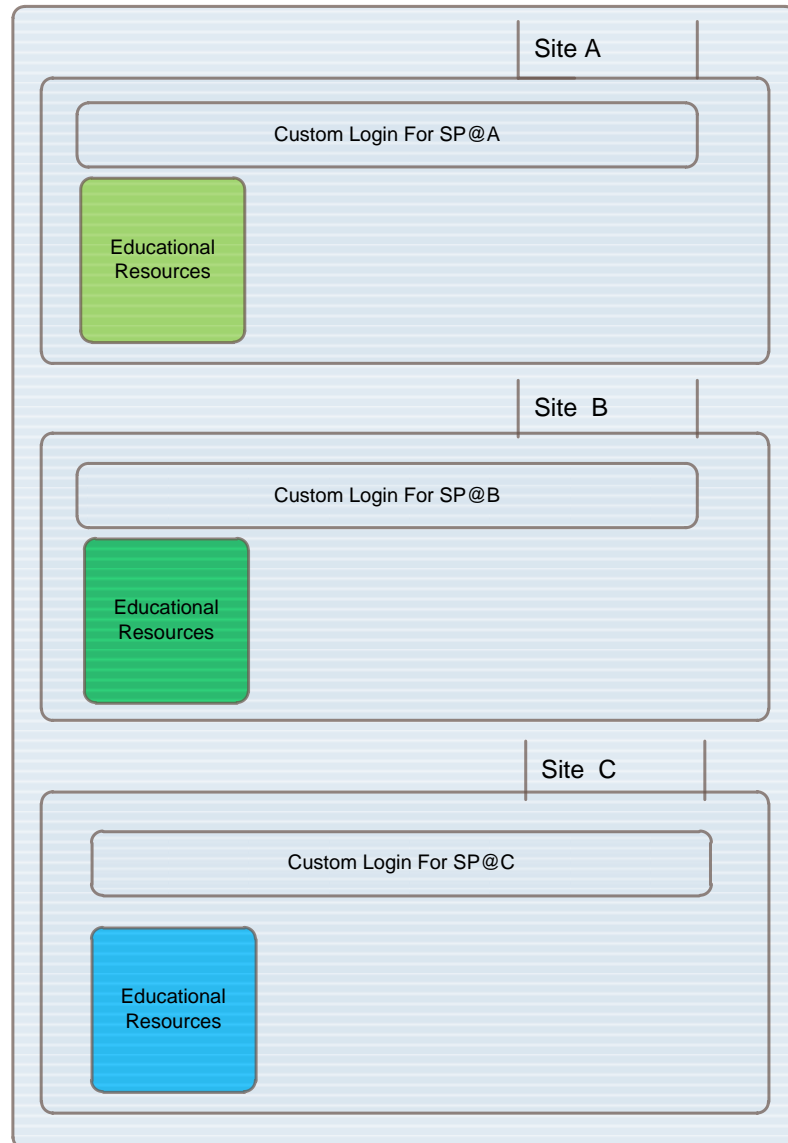 Site A
Custom Login For SP@A
Educational
Resources
Site B
Custom Login For SP@B
Educational
Resources
Site C
Custom Login For SP@C
Educational
Resources